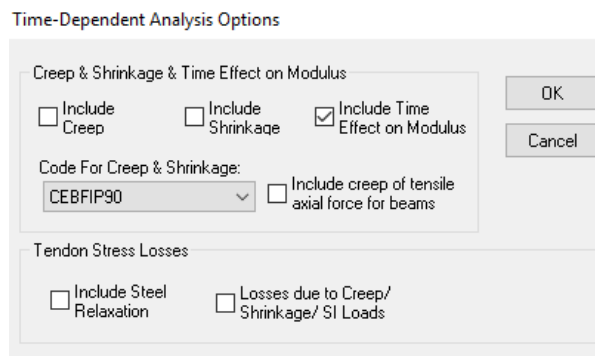 Time-Dependent Analysis Options
Creep & Shrinkage & Time Effect on Modulus
Include
Creep
Include
Shrinkage
Include Time
Effect on Modulus
OK
Cancel
Code For Creep & Shrinkage:
CEBFIP90
Include creep of tensile
axial force for beams
Tendon Stress Losses
Include Steel
Relaxation
Losses due to Creep/
Shrinkage/ SI Loads